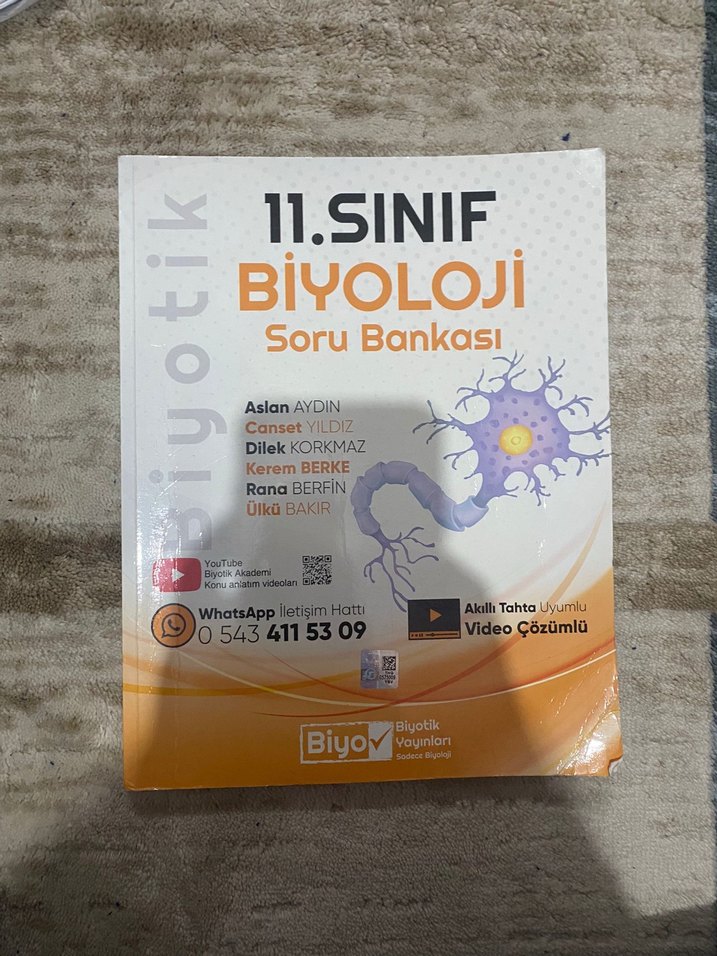 Biyotik
11.SINIF
BİYOLOJİ
Soru Bankası
Aslan AYDIN
Canset YILDIZ
Dilek KORKMAZ
Kerem BERKE
Rana BERFİN
Ülkü BAKIR
YouTube
Biyotik Akademi
Konu anlatım videoları
WhatsApp İletişim Hattı
0 543 411 53 09
Akıllı Tahta Uyumlu
Video Çözümlü
Biyo
Biyotik
Yayınları
Sadece Biyoloji